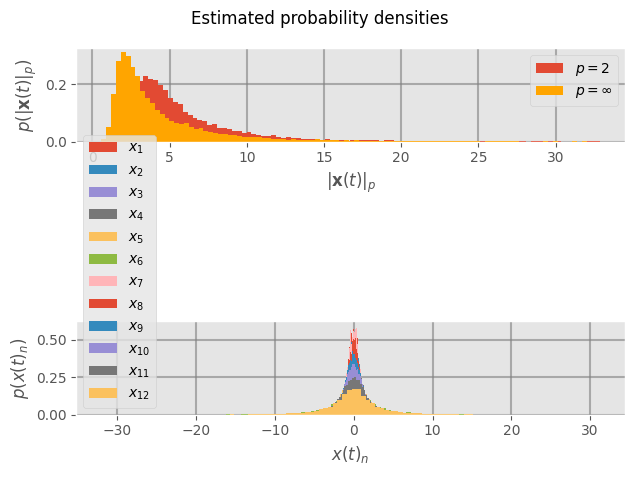 Estimated probability densities
p(|x(t)|ₚ)
0.2
0.0
p = 2
p = ∞
0 5 10 15 20 25 30
|x(t)|ₚ
x₁
x₂
x₃
x₄
x₅
x₆
x₇
x₈
x₉
x₁₀
x₁₁
x₁₂
p(x(t)ₙ)
0.50
0.25
0.00
−30 −20 −10 0 10 20 30
x(t)ₙ